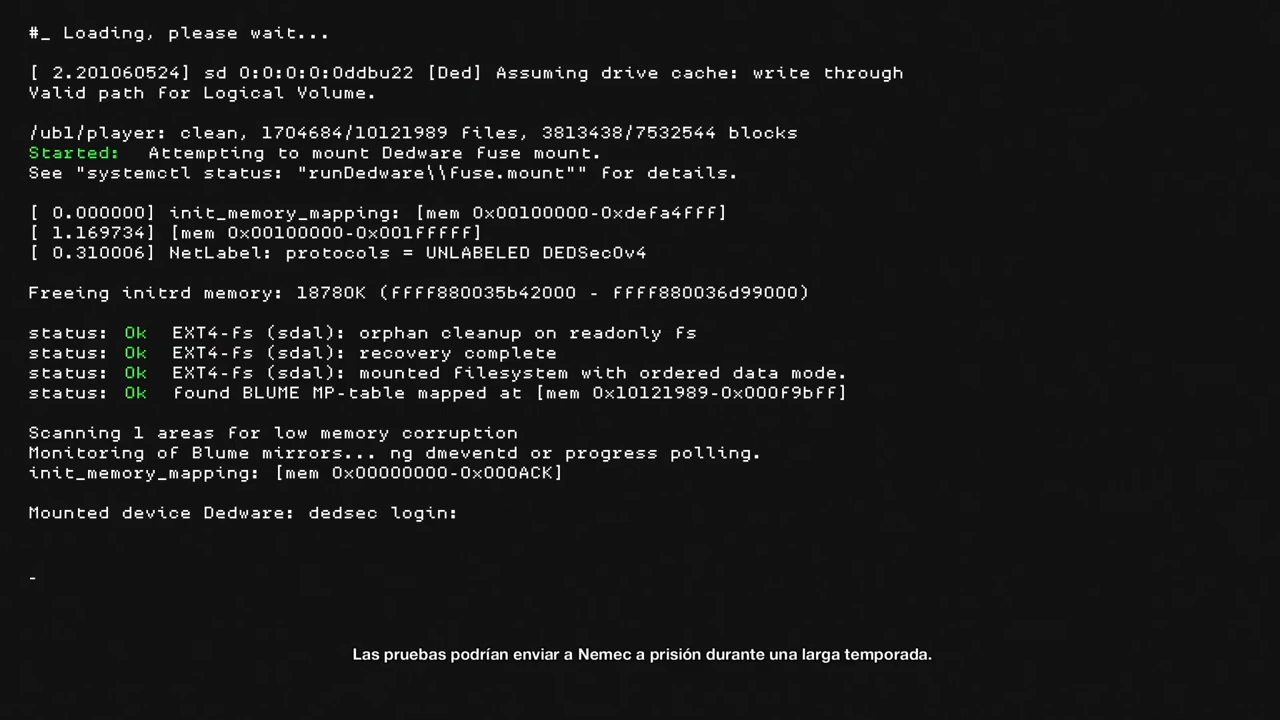 #_ Loading, please wait...
[ 2.201060524] sd 0:0:0:0:0ddbu22 [Ded] Assuming drive cache: write through
Valid path for Logical Volume.
/ubl/player: clean, 1704684/10121989 files, 3813438/7532544 blocks
Started: Attempting to mount Dedware Fuse mount.
See "systemctl status: "runDedware\\fuse.mount"" for details.
[ 0.000000] init_memory_mapping: [mem 0x00100000-0xdefa4fff]
[ 1.169734] [mem 0x00100000-0x001fffff]
[ 0.310006] NetLabel: protocols = UNLABELED DEDSecOv4
Freeing initrd memory: 18780K (ffff880035b42000 - ffff880036d99000)
status: Ok EXT4-fs (sdal): orphan cleanup on readonly fs
status: Ok EXT4-fs (sdal): recovery complete
status: Ok EXT4-fs (sdal): mounted filesystem with ordered data mode.
status: Ok found BLUME MP-table mapped at [mem 0x10121989-0x000f9bff]
Scanning 1 areas for low memory corruption
Monitoring of Blume mirrors... ng dmeventd or progress polling.
init_memory_mapping: [mem 0x00000000-0x000ACK]
Mounted device Dedware: dedsec login:
-
Las pruebas podrían enviar a Nemec a prisión durante una larga temporada.